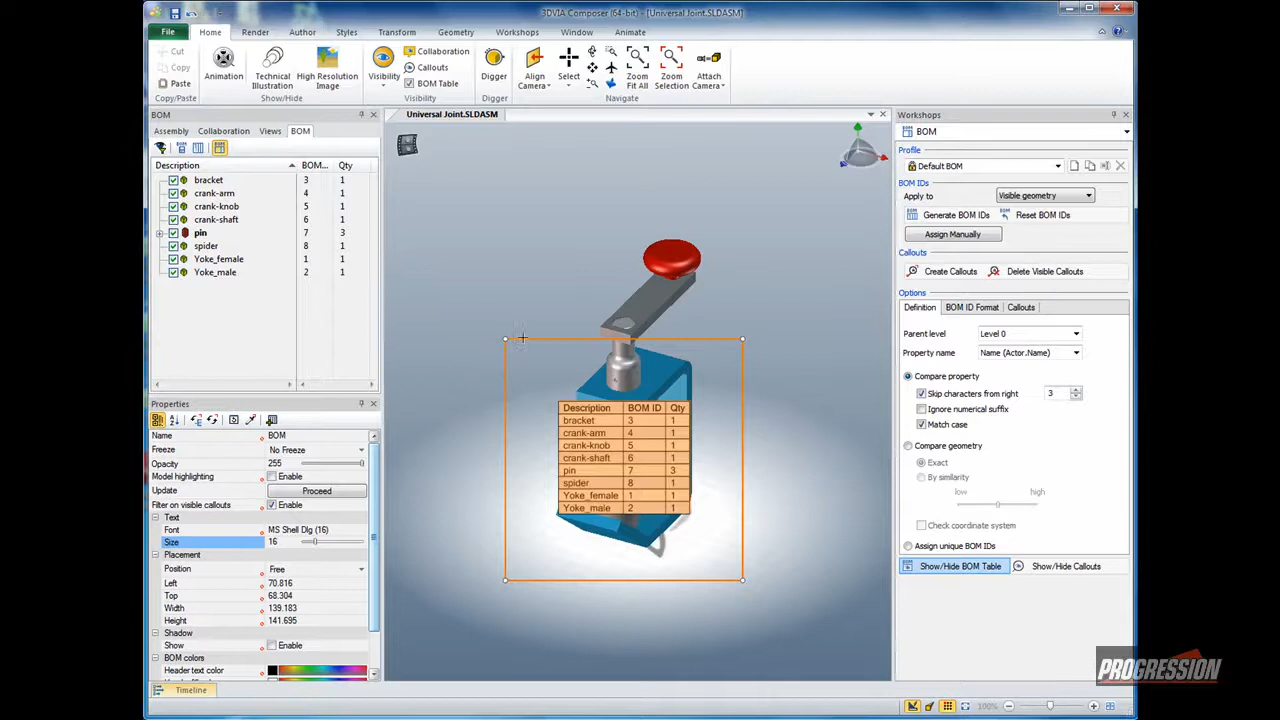 3DVIA Composer (64-bit) - [Universal Joint.SLDASM]
File Home Render Author Styles Transform Geometry Workshops Window Animate
Cut
Copy
Paste
Copy/Paste
Animation
Technical Illustration
High Resolution Image
Show/Hide
Visibility
Collaboration
Callouts
BOM Table
Visibility
Digger
Digger
Align Camera
Select
Zoom Fit All
Zoom Selection
Attach Camera
Navigate
BOM
Assembly Collaboration Views BOM
Description BOM... Qty
bracket 3 1
crank-arm 4 1
crank-knob 5 1
crank-shaft 6 1
pin 7 3
spider 8 1
Yoke_female 1 1
Yoke_male 2 1
Properties
Name BOM
Freeze No Freeze
Opacity 255
Model highlighting Enable
Update Proceed
Filter on visible callouts Enable
Text
Font MS Shell Dlg (16)
Size 16
Placement
Position Free
Left 70.816
Top 68.304
Width 139.183
Height 141.695
Shadow
Show Enable
BOM colors
Header text color
Timeline
Universal Joint.SLDASM
Description BOM ID Qty
bracket 3 1
crank-arm 4 1
crank-knob 5 1
crank-shaft 6 1
pin 7 3
spider 8 1
Yoke_female 1 1
Yoke_male 2 1
Workshops
BOM
Profile
Default BOM
BOM IDs
Apply to Visible geometry
Generate BOM IDs Reset BOM IDs
Assign Manually
Callouts
Create Callouts Delete Visible Callouts
Options
Definition BOM ID Format Callouts
Parent level Level 0
Property name Name (Actor.Name)
Compare property
Skip characters from right 3
Ignore numerical suffix
Match case
Compare geometry
Exact
By similarity
low high
Check coordinate system
Assign unique BOM IDs
Show/Hide BOM Table Show/Hide Callouts
PROGRESSION
100%